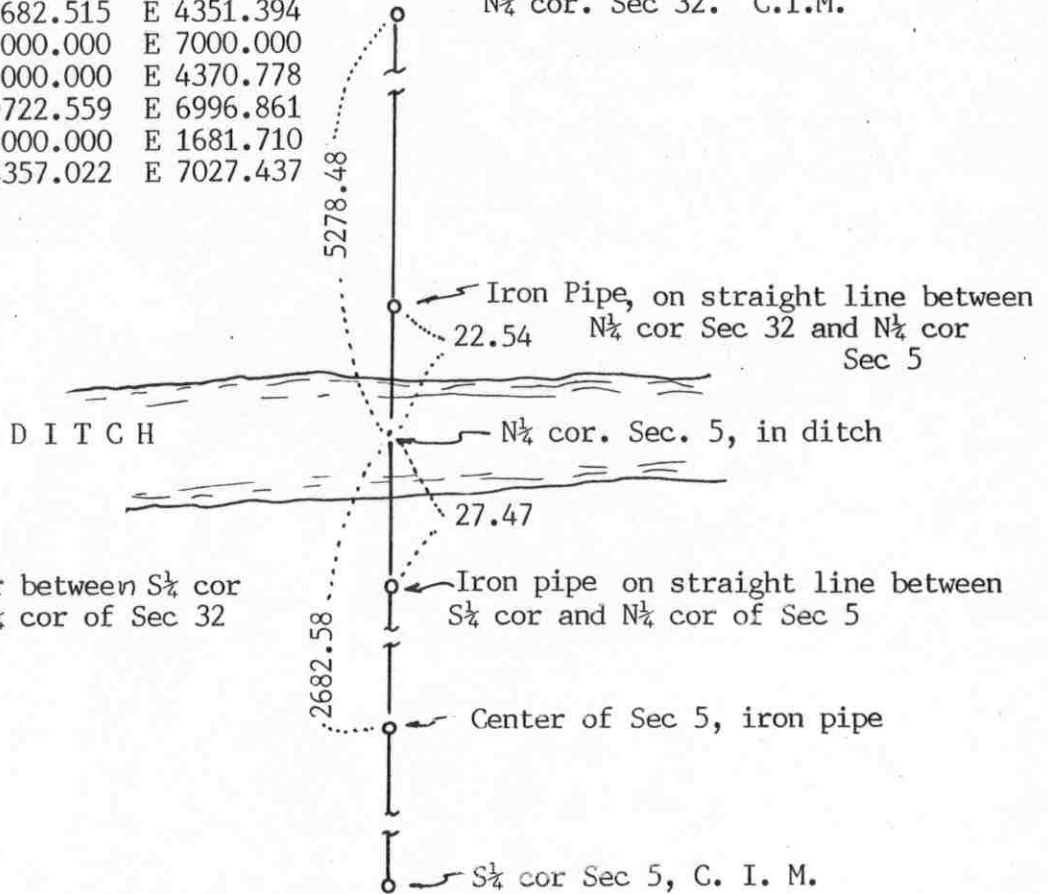 682.515 E 4351.394
N¼ cor. Sec 32. C.I.M.
000.000 E 7000.000
000.000 E 4370.778
722.559 E 6996.861
000.000 E 1681.710
357.022 E 7027.437
5278.48
Iron Pipe, on straight line between
N¼ cor Sec 32 and N¼ cor
Sec 5
22.54
DITCH
N¼ cor. Sec. 5, in ditch
27.47
between S¼ cor
cor of Sec 32
Iron pipe on straight line between
S¼ cor and N¼ cor of Sec 5
2682.58
Center of Sec 5, iron pipe
S¼ cor Sec 5, C. I. M.